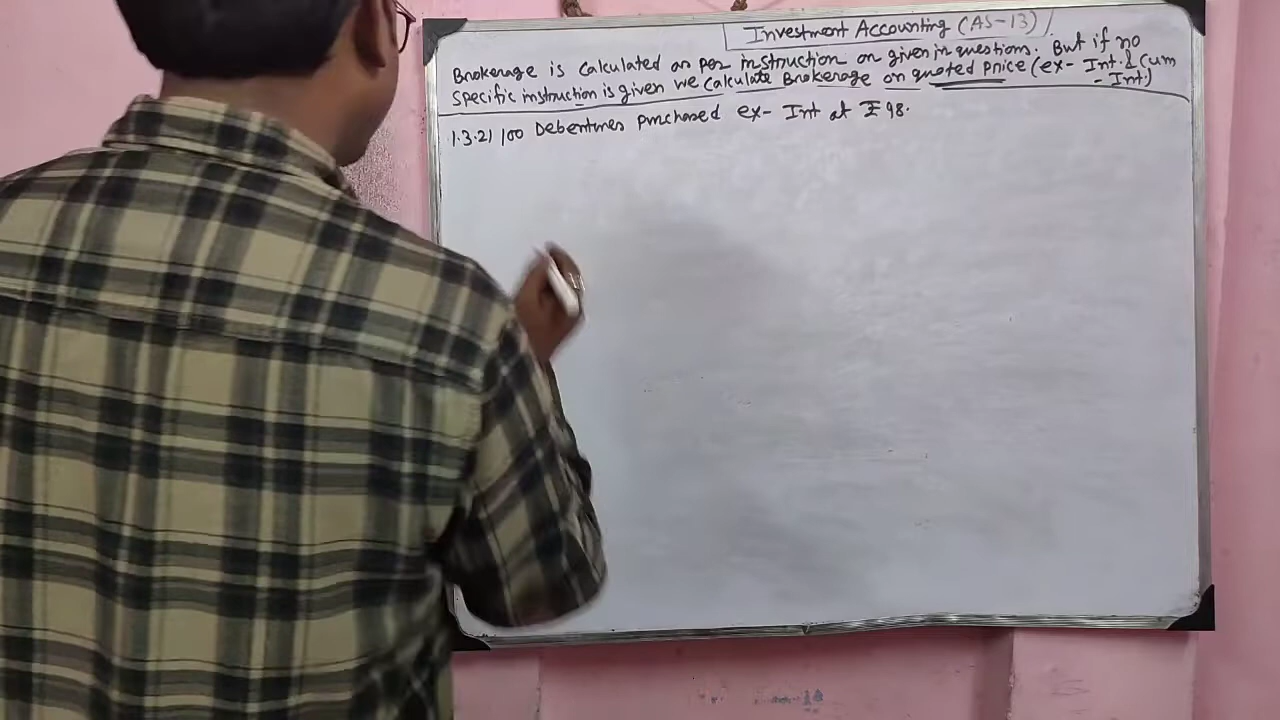 Investment Accounting (AS-13)
Brokerage is calculated as per instruction or given in questions. But if no
specific instruction is given we calculate Brokerage on quoted price (ex- Int. & Cum
- Int)
1.3.21 100 Debentures purchased ex- Int at ₹ 98.